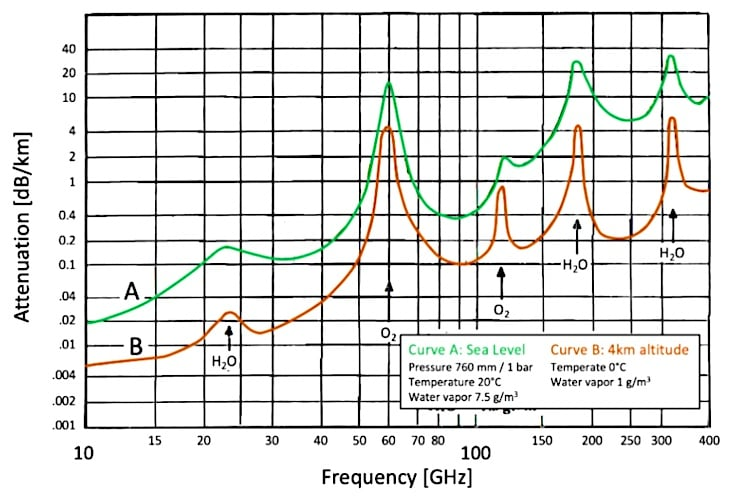 Attenuation [dB/km]
40
20
10
4
2
1
0.4
0.2
0.1
.04
.02
.01
.004
.002
.001
A
B
H₂O
O₂
O₂
H₂O
H₂O
Curve A: Sea Level
Pressure 760 mm / 1 bar
Temperature 20°C
Water vapor 7.5 g/m³
Curve B: 4km altitude
Temperate 0°C
Water vapor 1 g/m³
10 15 20 30 40 50 60 70 80 100 150 200 250 300 400
Frequency [GHz]